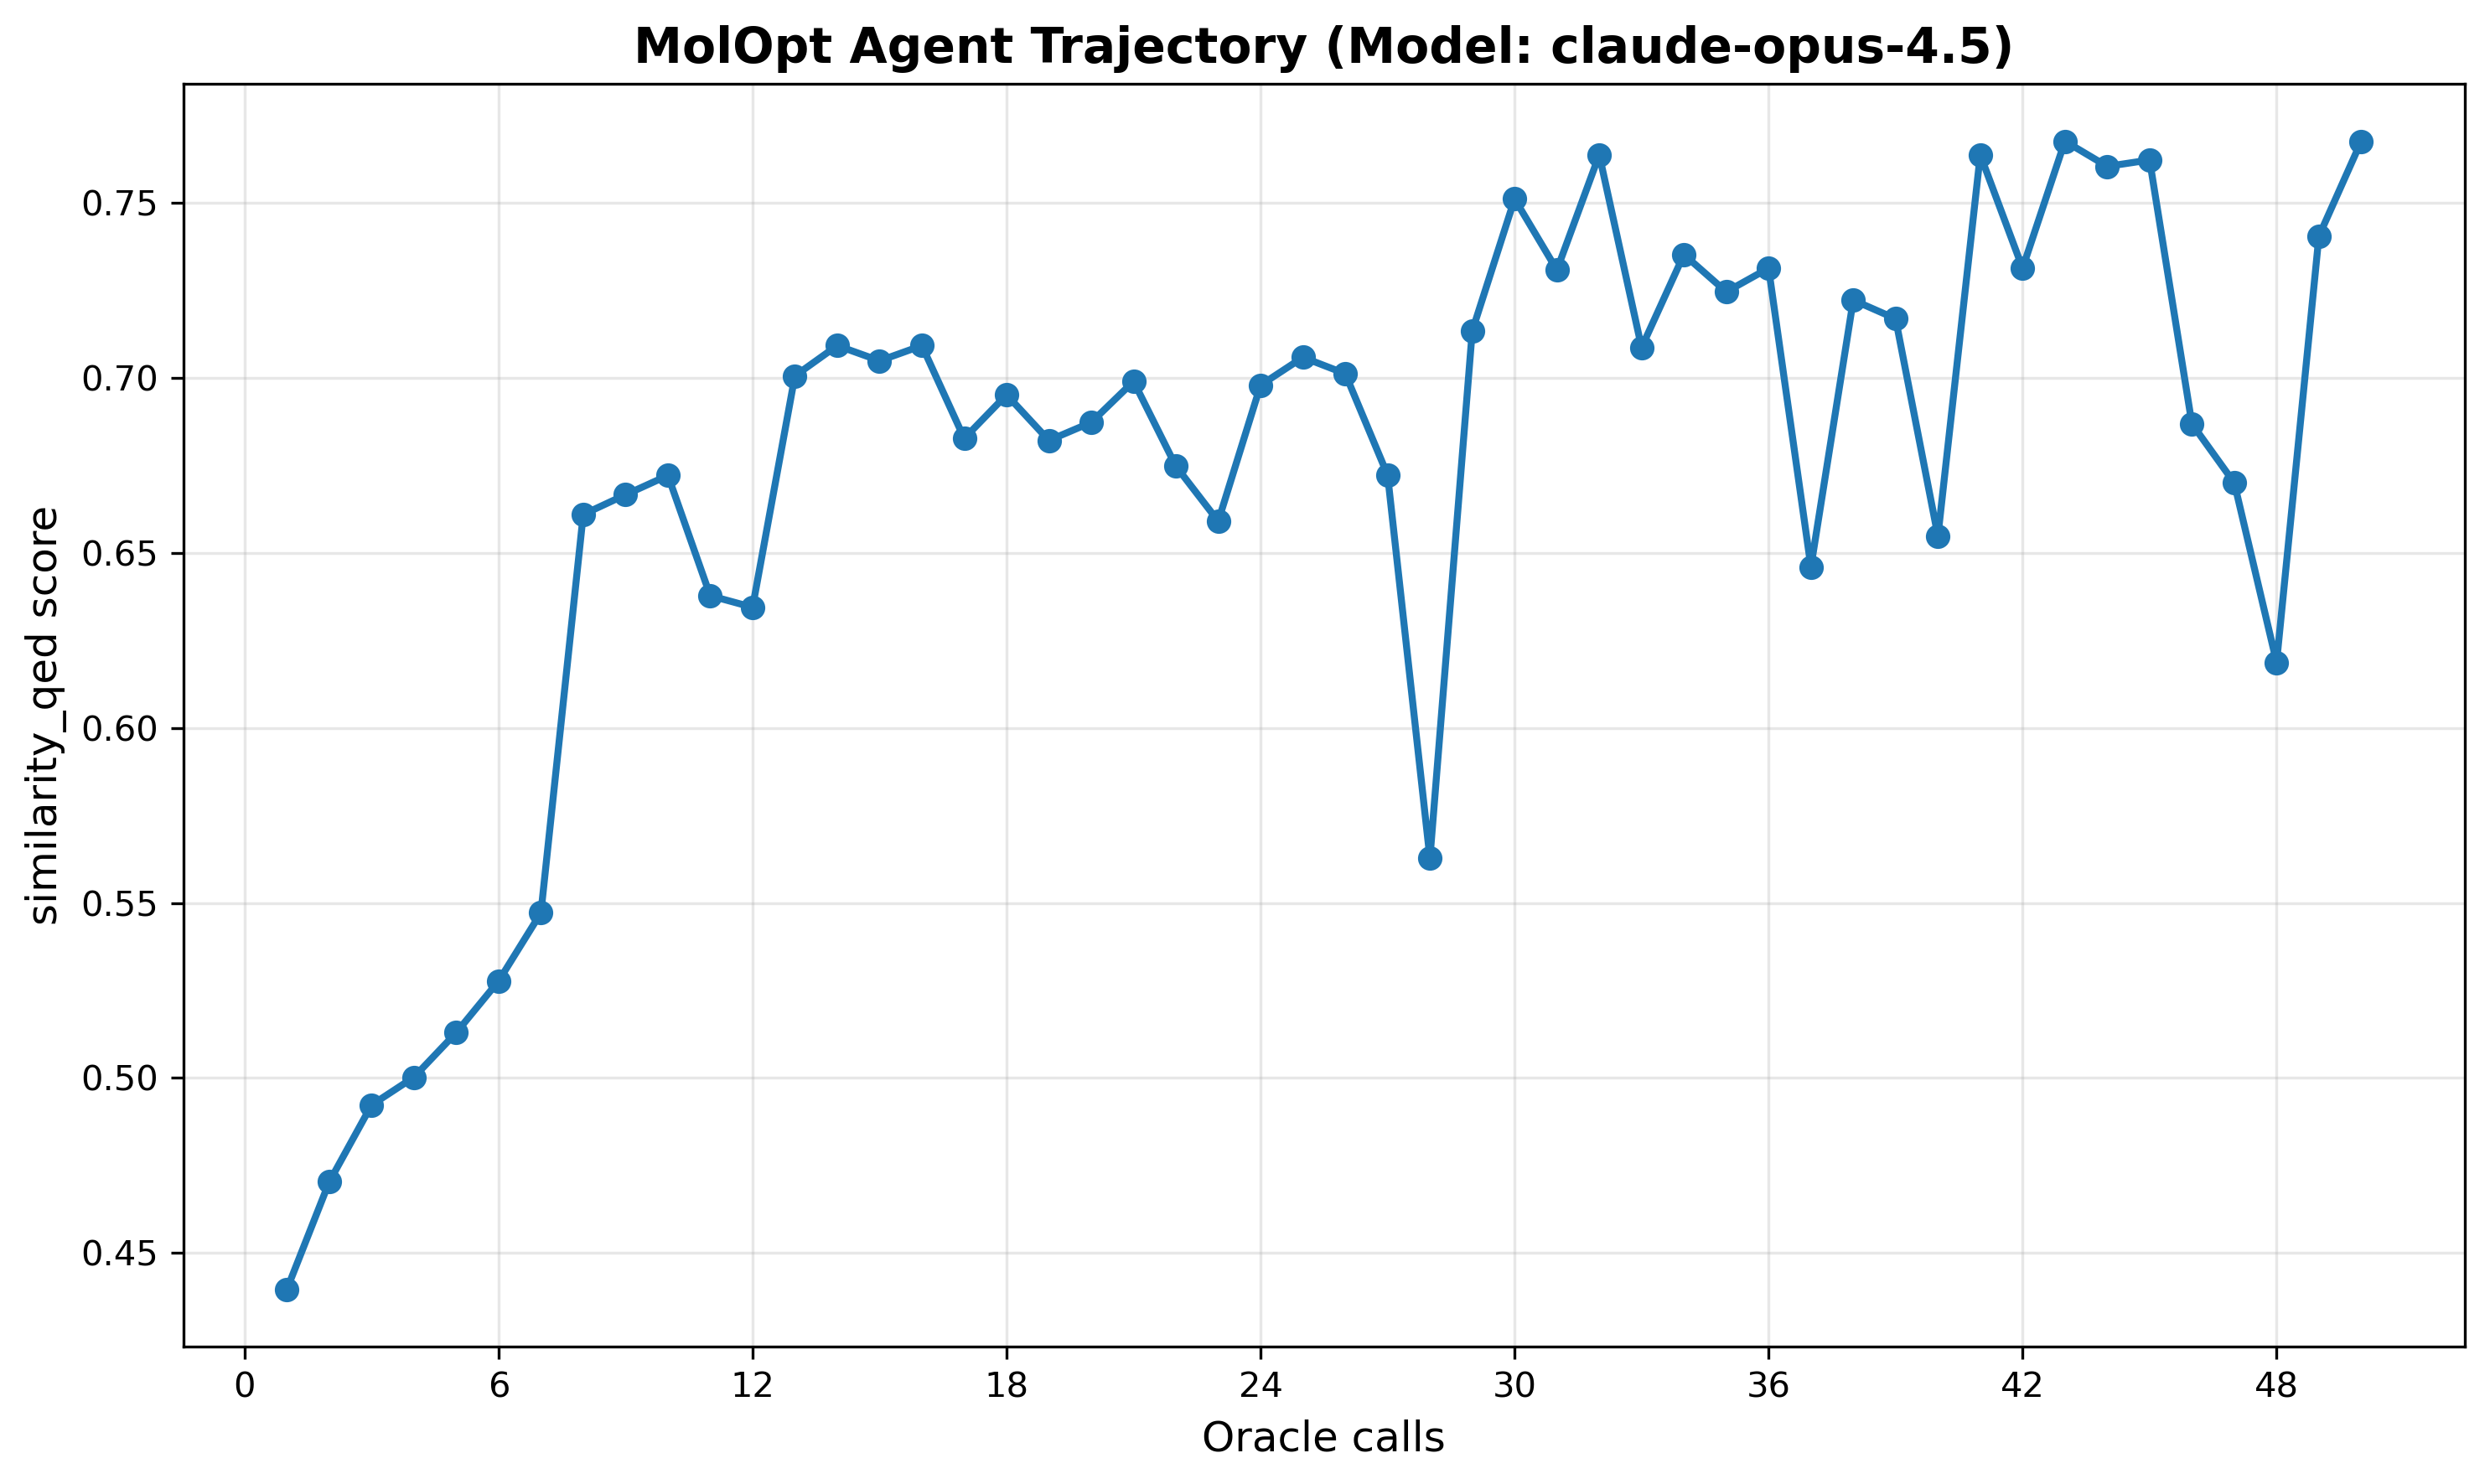 MolOpt Agent Trajectory (Model: claude-opus-4.5)
similarity_qed score
0.75
0.70
0.65
0.60
0.55
0.50
0.45
0 6 12 18 24 30 36 42 48
Oracle calls